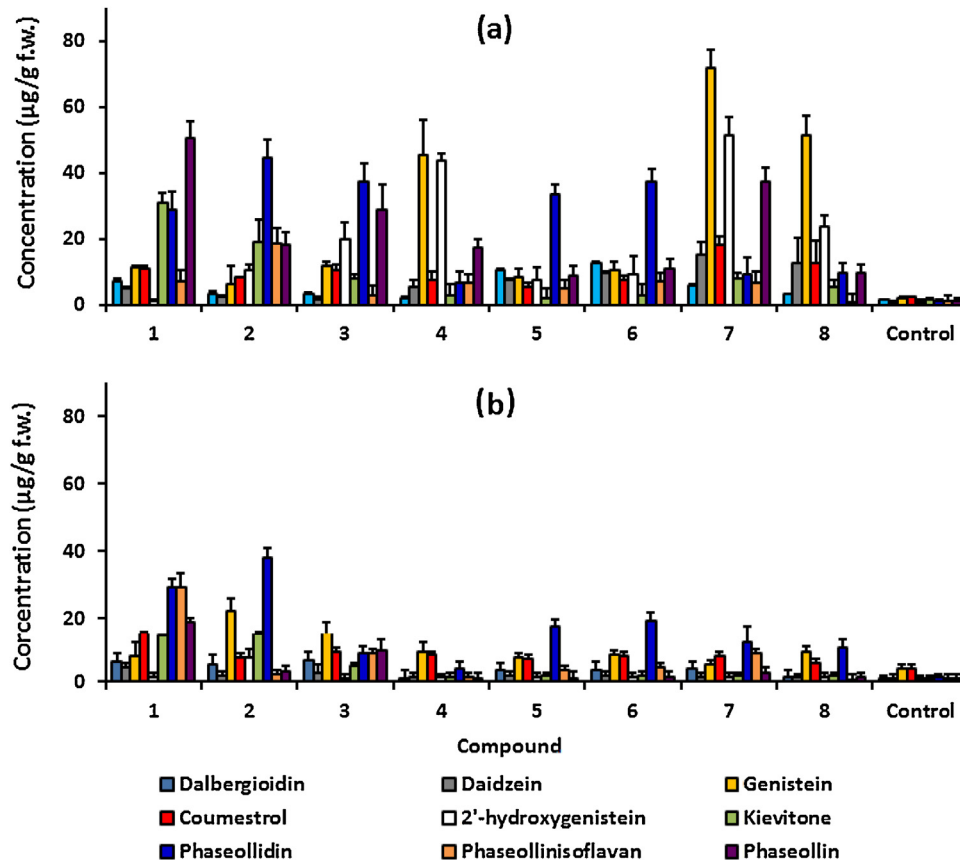 (a)
Concentration (µg/g f.w.)
80
60
40
20
0
1 2 3 4 5 6 7 8 Control
(b)
Corcentration (µg/g f.w.)
80
60
40
20
0
1 2 3 4 5 6 7 8 Control
Compound
Dalbergioidin Daidzein Genistein
Coumestrol 2'-hydroxygenistein Kievitone
Phaseollidin Phaseollinisoflavan Phaseollin